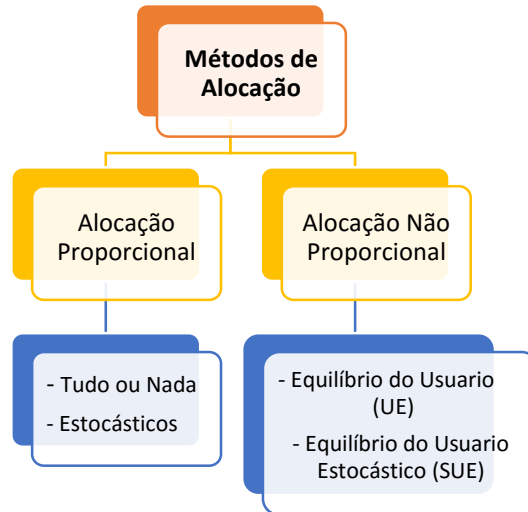 Métodos de
Alocação
Alocação
Proporcional
Alocação Não
Proporcional
- Tudo ou Nada
- Estocásticos
- Equilíbrio do Usuario
(UE)
- Equilíbrio do Usuario
Estocástico (SUE)